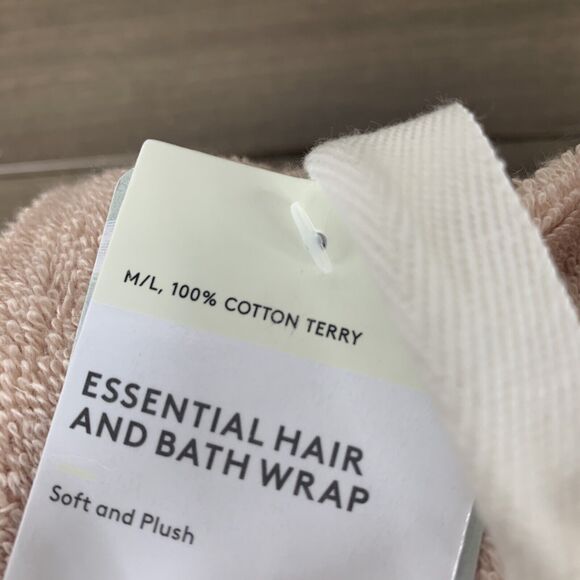 M/L, 100% COTTON TERRY
ESSENTIAL HAIR
AND BATH WRAP
Soft and Plush